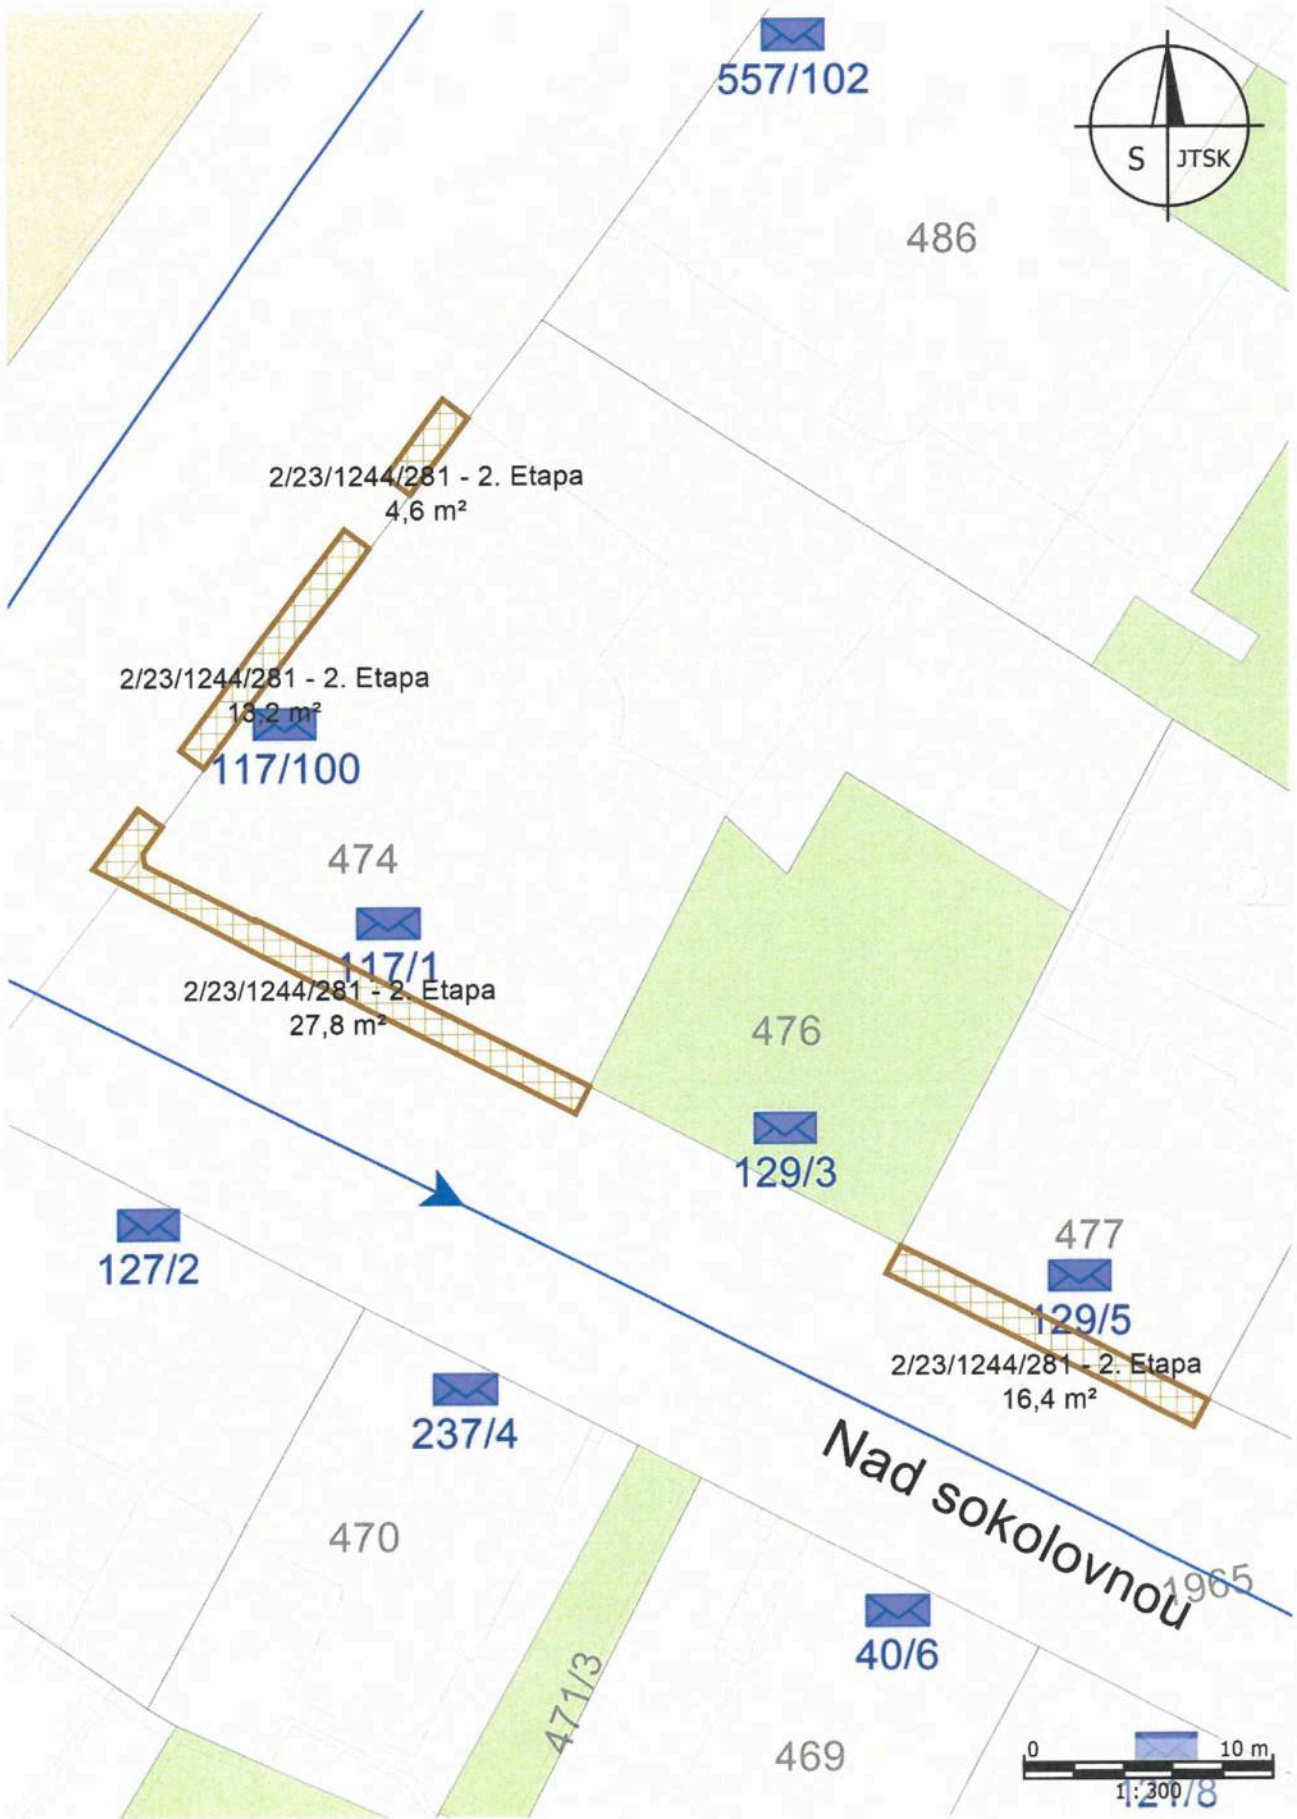 557/102
S
JTSK
486
2/23/1244/281 - 2. Etapa
4,6 m²
2/23/1244/281 - 2. Etapa
13,2 m²
117/100
474
117/1
2/23/1244/281 - 2. Etapa
27,8 m²
476
129/3
477
127/2
129/5
2/23/1244/281 - 2. Etapa
16,4 m²
237/4
Nad sokolovnou
470
1965
40/6
471/3
469
0
10 m
1 : 300
121/8